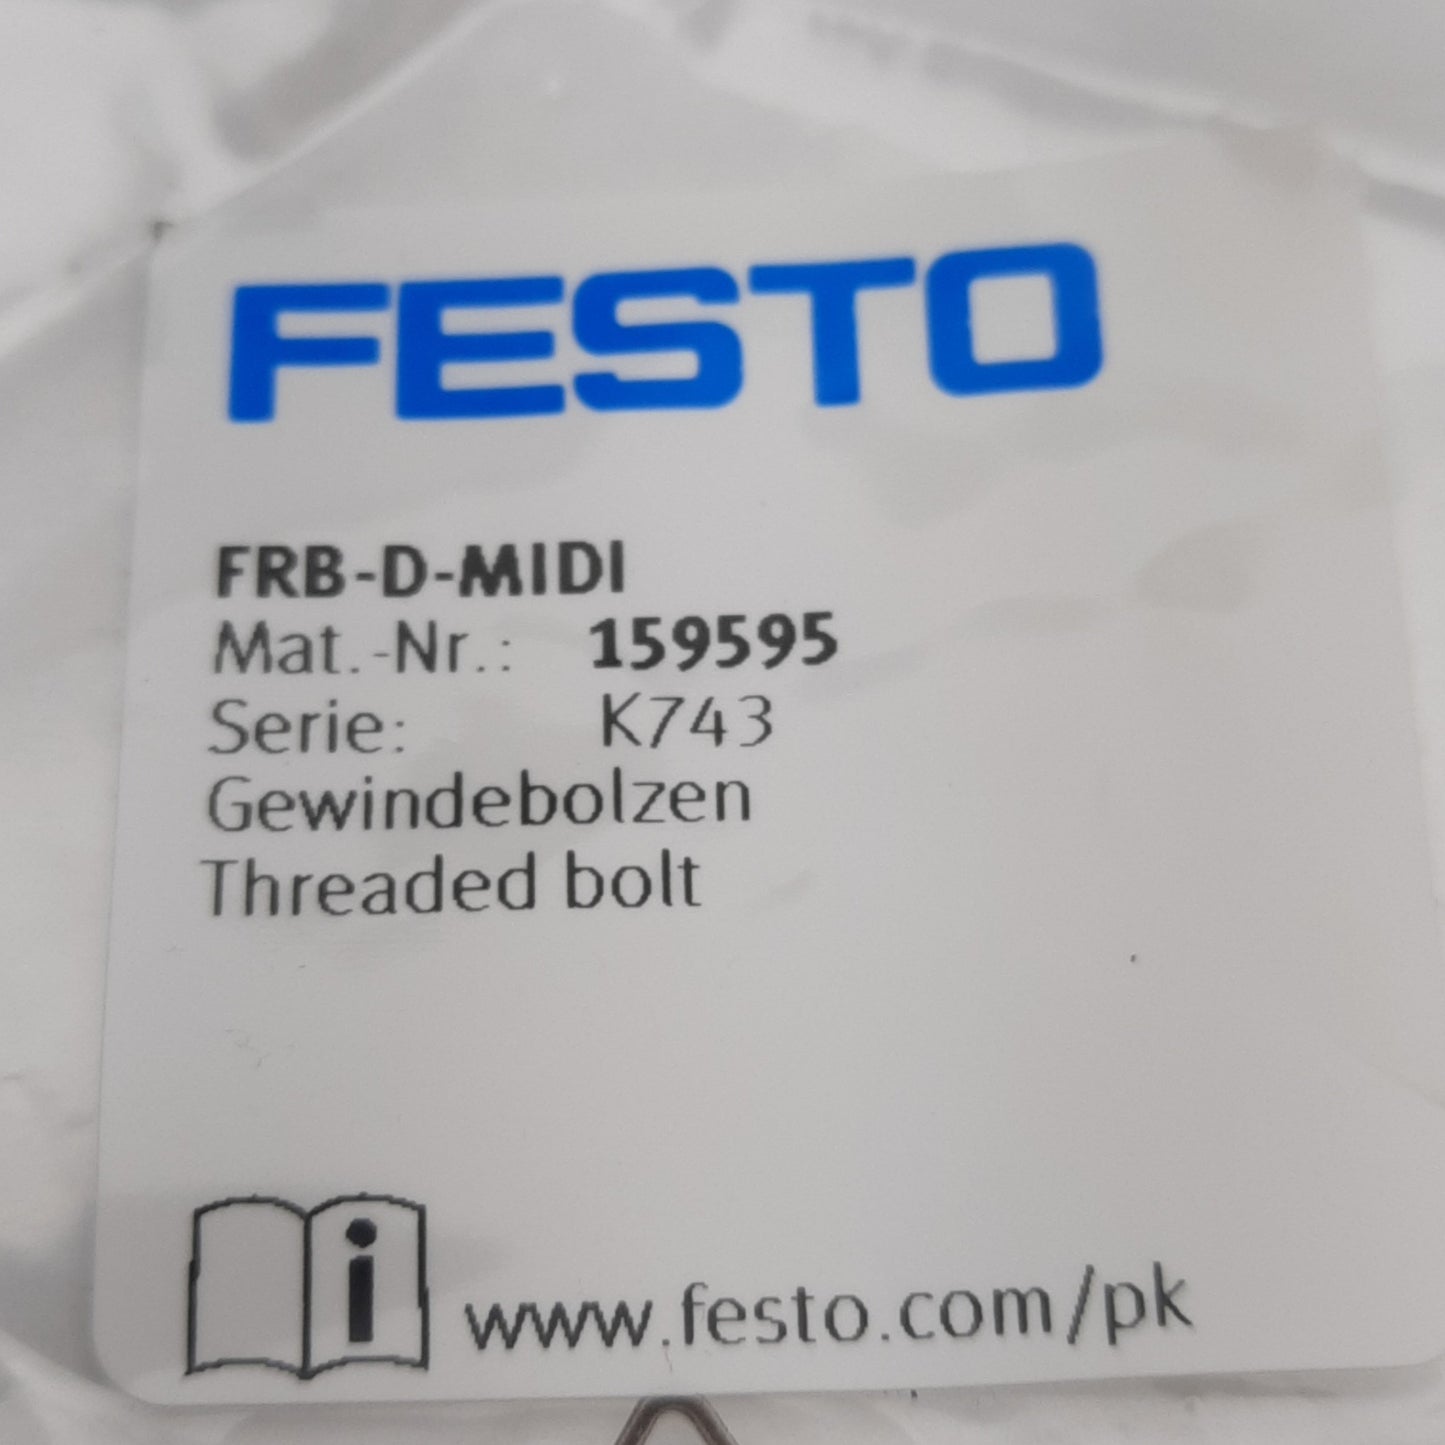 FESTO
FRB-D-MIDI
Mat.-Nr.: 159595
Serie: K743
Gewindebolzen
Threaded bolt
i www.festo.com/pk